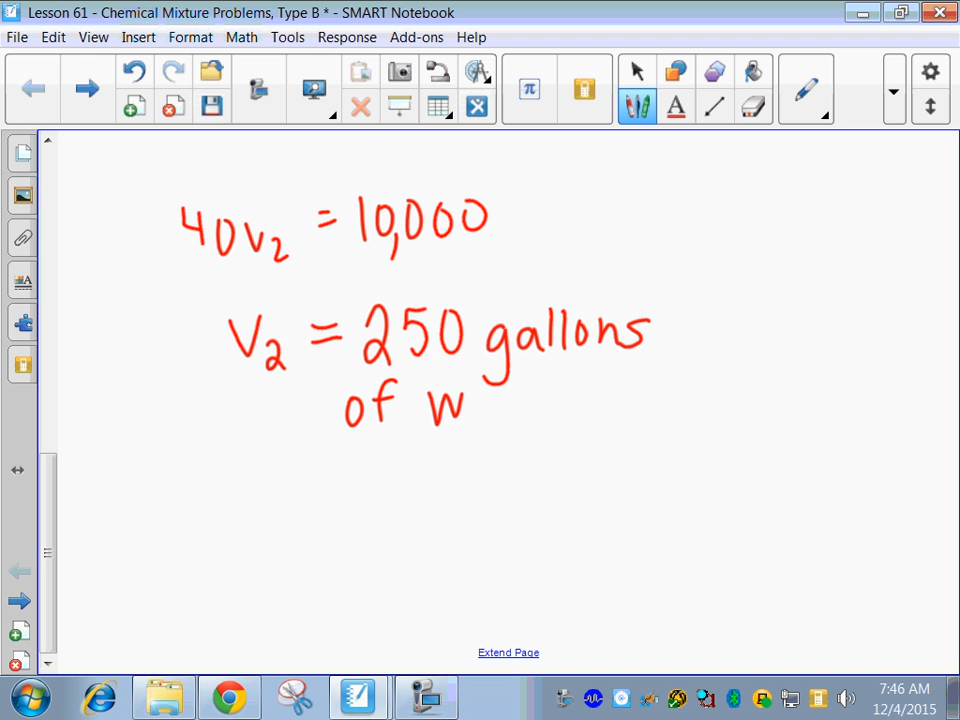 Lesson 61 - Chemical Mixture Problems, Type B * - SMART Notebook
File Edit View Insert Format Math Tools Response Add-ons Help
40v₂ = 10,000
v₂ = 250 gallons
of w
Extend Page
7:46 AM
12/4/2015